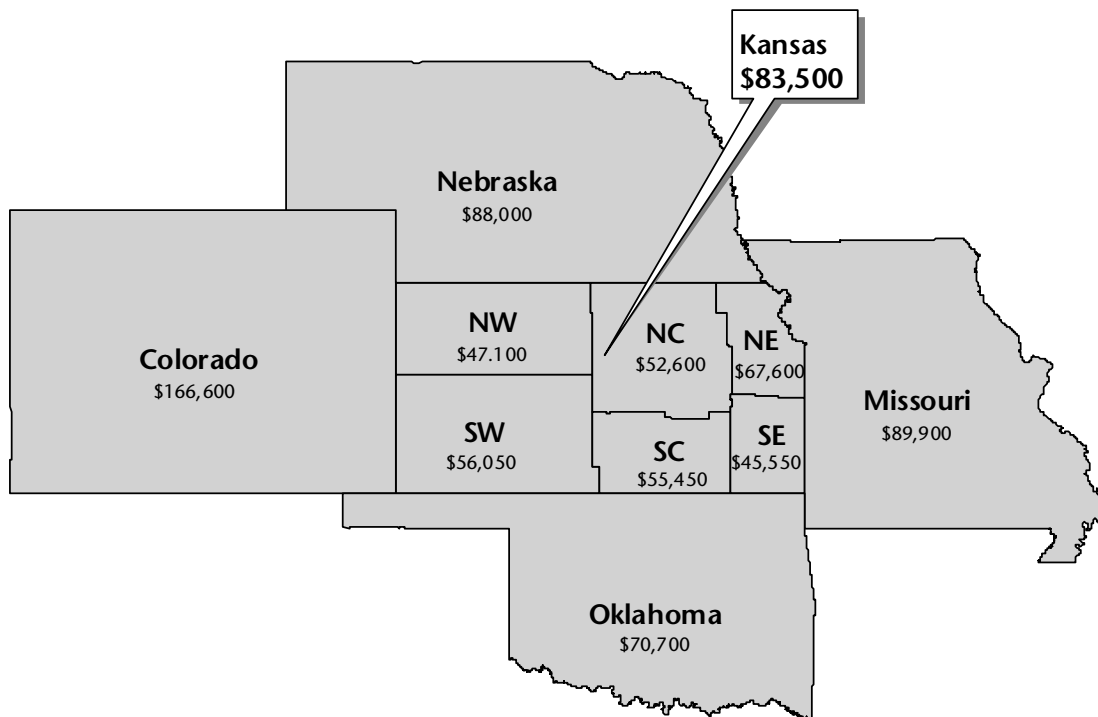 Kansas
$83,500
Nebraska
$88,000
Colorado
$166,600
NW
$47.100
NC
$52,600
NE
$67,600
Missouri
$89,900
SW
$56,050
SC
$55,450
SE
$45,550
Oklahoma
$70,700